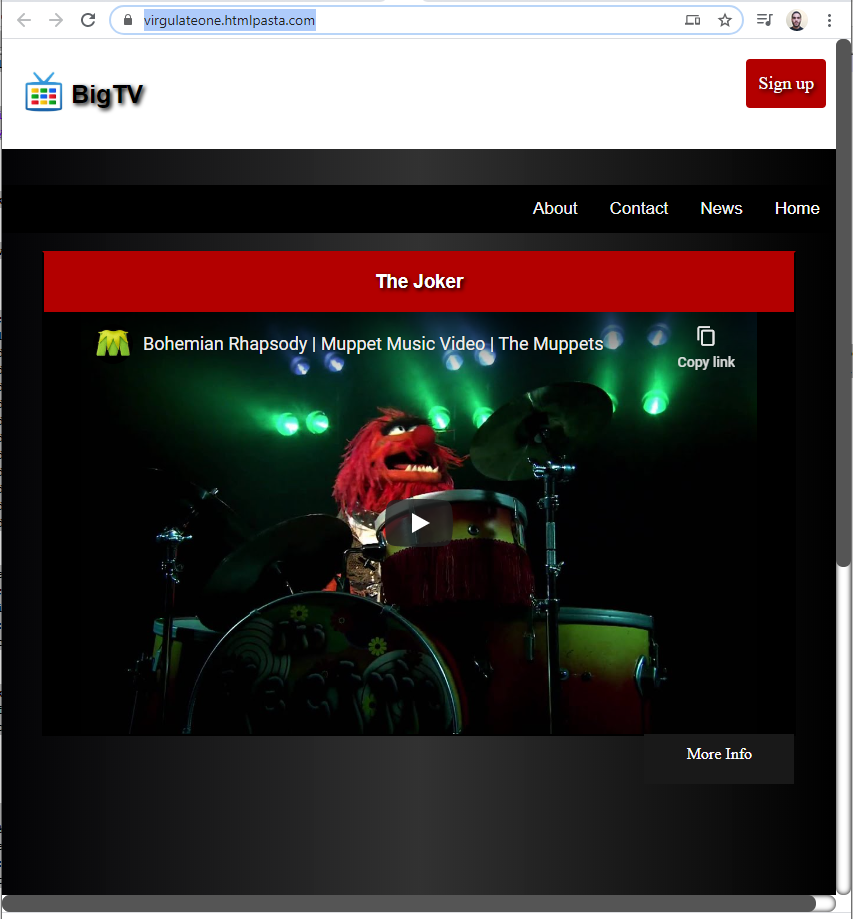 virgulateone.htmlpasta.com
BigTV
Sign up
About Contact News Home
The Joker
Bohemian Rhapsody | Muppet Music Video | The Muppets
Copy link
More Info